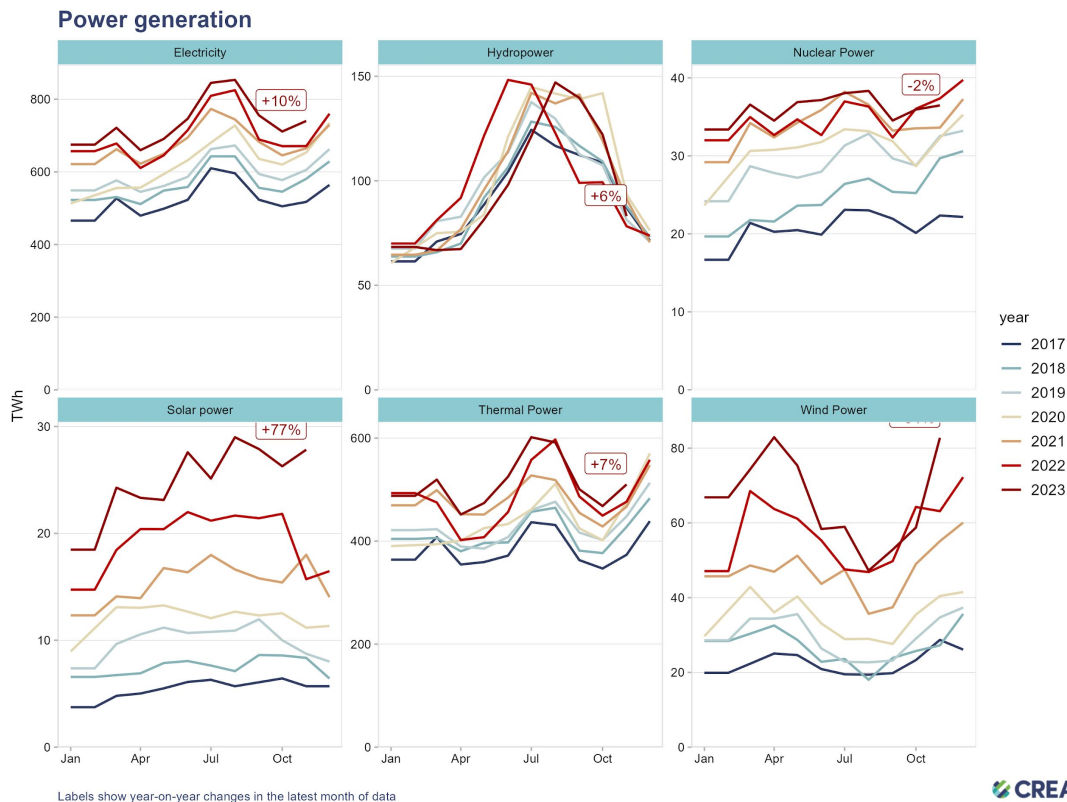 Power generation
Electricity
Hydropower
Nuclear Power
800
600
400
200
0
+10%
150
100
50
0
+6%
40
30
20
10
0
-2%
TWh
Solar power
Thermal Power
Wind Power
30
20
10
0
+77%
600
400
200
0
+7%
80
60
40
20
0
Jan Apr Jul Oct
Jan Apr Jul Oct
Jan Apr Jul Oct
year
2017
2018
2019
2020
2021
2022
2023
Labels show year-on-year changes in the latest month of data
CREA